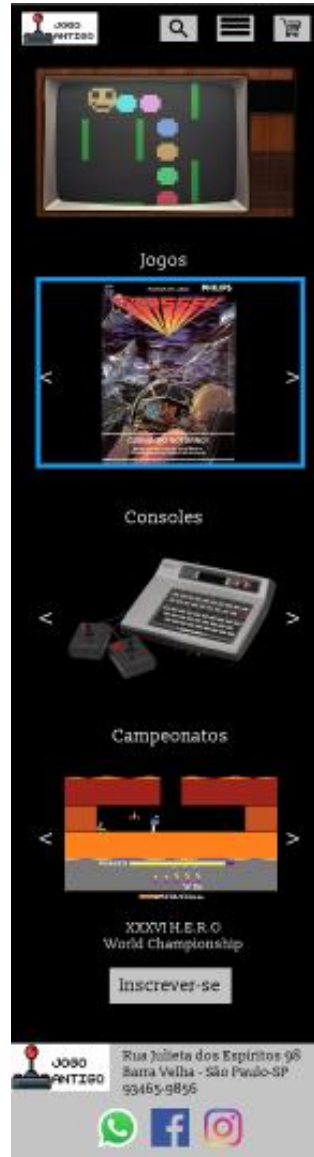 JOGO
ANTIGO
Jogos
PHILIPS
ODYSSEY
<
>
Consoles
<
>
Campeonatos
<
>
XXXVI H.E.R.O
World Championship
Inscrever-se
JOGO
ANTIGO
Rua Julieta dos Espiritos 98
Barra Velha - São Paulo-SP
93465-9856